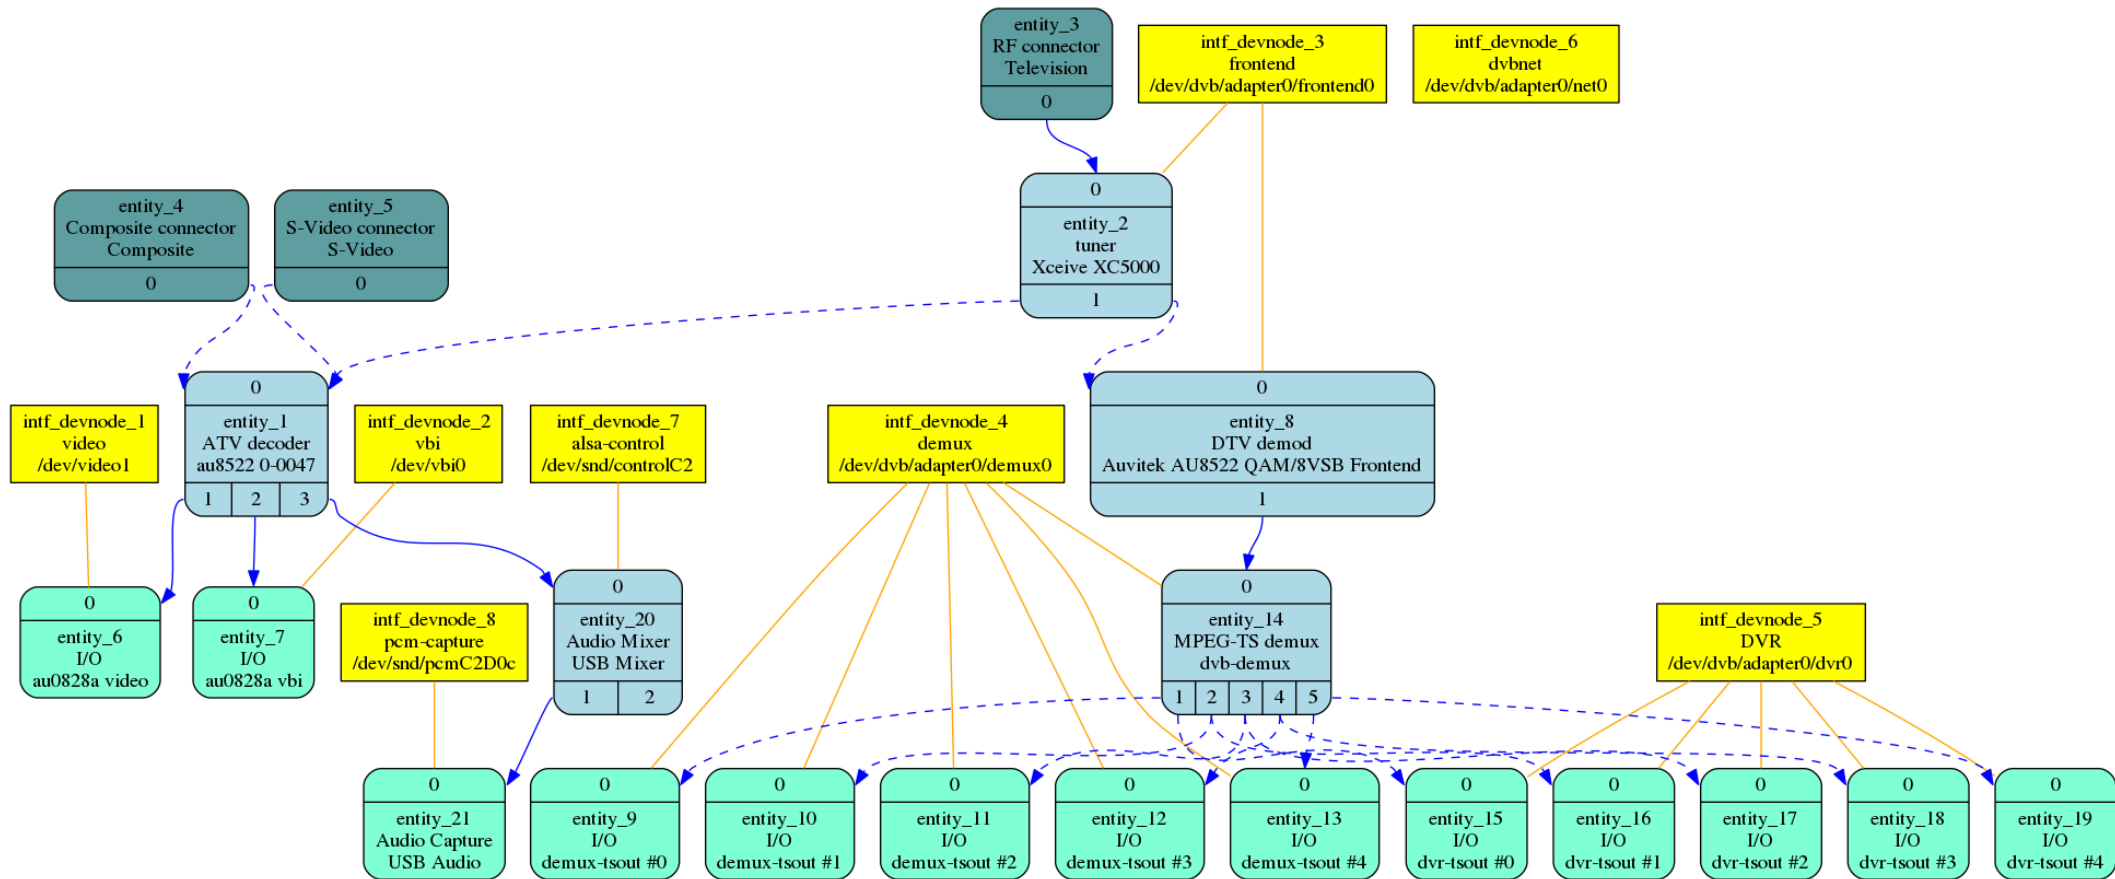 entity_3
RF connector
Television
0
intf_devnode_3
frontend
/dev/dvb/adapter0/frontend0
intf_devnode_6
dvbnet
/dev/dvb/adapter0/net0
entity_4
Composite connector
Composite
0
entity_5
S-Video connector
S-Video
0
0
entity_2
tuner
Xceive XC5000
1
intf_devnode_1
video
/dev/video1
0
entity_1
ATV decoder
au8522 0-0047
1 2 3
intf_devnode_2
vbi
/dev/vbi0
intf_devnode_7
alsa-control
/dev/snd/controlC2
intf_devnode_4
demux
/dev/dvb/adapter0/demux0
0
entity_8
DTV demod
Auvitek AU8522 QAM/8VSB Frontend
1
0
entity_6
I/O
au0828a video
0
entity_7
I/O
au0828a vbi
intf_devnode_8
pcm-capture
/dev/snd/pcmC2D0c
0
entity_20
Audio Mixer
USB Mixer
1 2
0
entity_14
MPEG-TS demux
dvb-demux
1 2 3 4 5
intf_devnode_5
DVR
/dev/dvb/adapter0/dvr0
0
entity_21
Audio Capture
USB Audio
0
entity_9
I/O
demux-tsout #0
0
entity_10
I/O
demux-tsout #1
0
entity_11
I/O
demux-tsout #2
0
entity_12
I/O
demux-tsout #3
0
entity_13
I/O
demux-tsout #4
0
entity_15
I/O
dvr-tsout #0
0
entity_16
I/O
dvr-tsout #1
0
entity_17
I/O
dvr-tsout #2
0
entity_18
I/O
dvr-tsout #3
0
entity_19
I/O
dvr-tsout #4